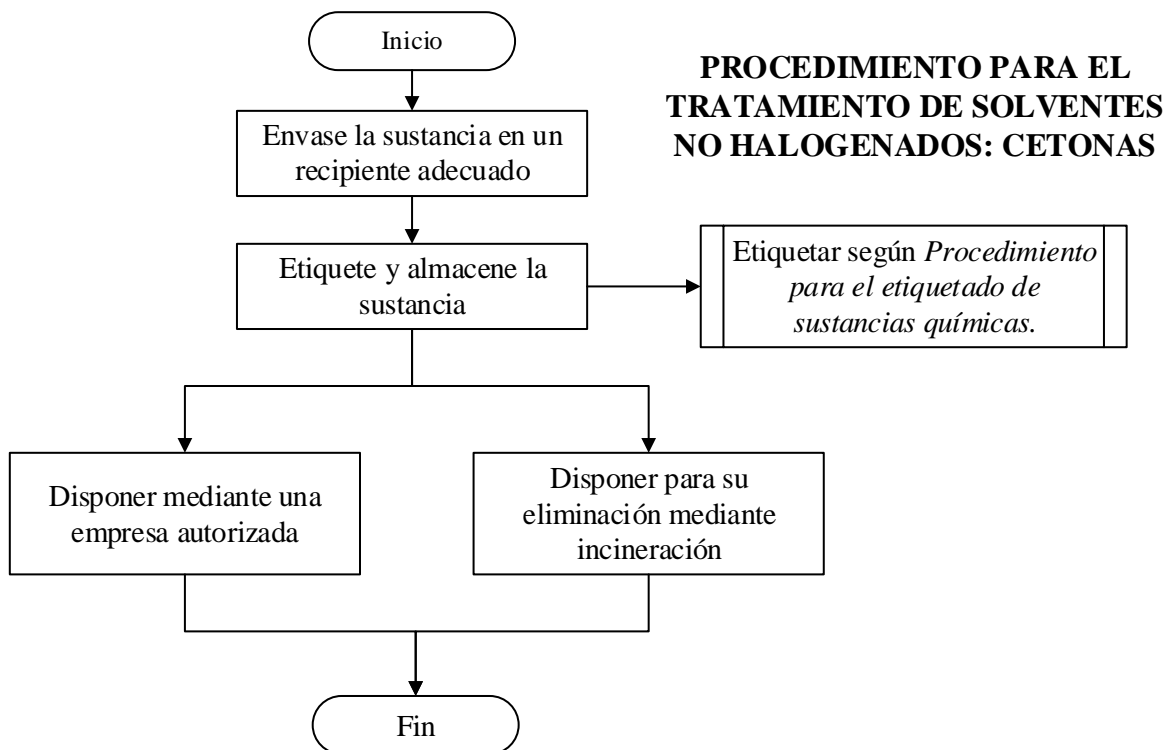 Inicio
PROCEDIMIENTO PARA EL
TRATAMIENTO DE SOLVENTES
NO HALOGENADOS: CETONAS
Envase la sustancia en un
recipiente adecuado
Etiquete y almacene la
sustancia
Etiquetar según Procedimiento
para el etiquetado de
sustancias químicas.
Disponer mediante una
empresa autorizada
Disponer para su
eliminación mediante
incineración
Fin